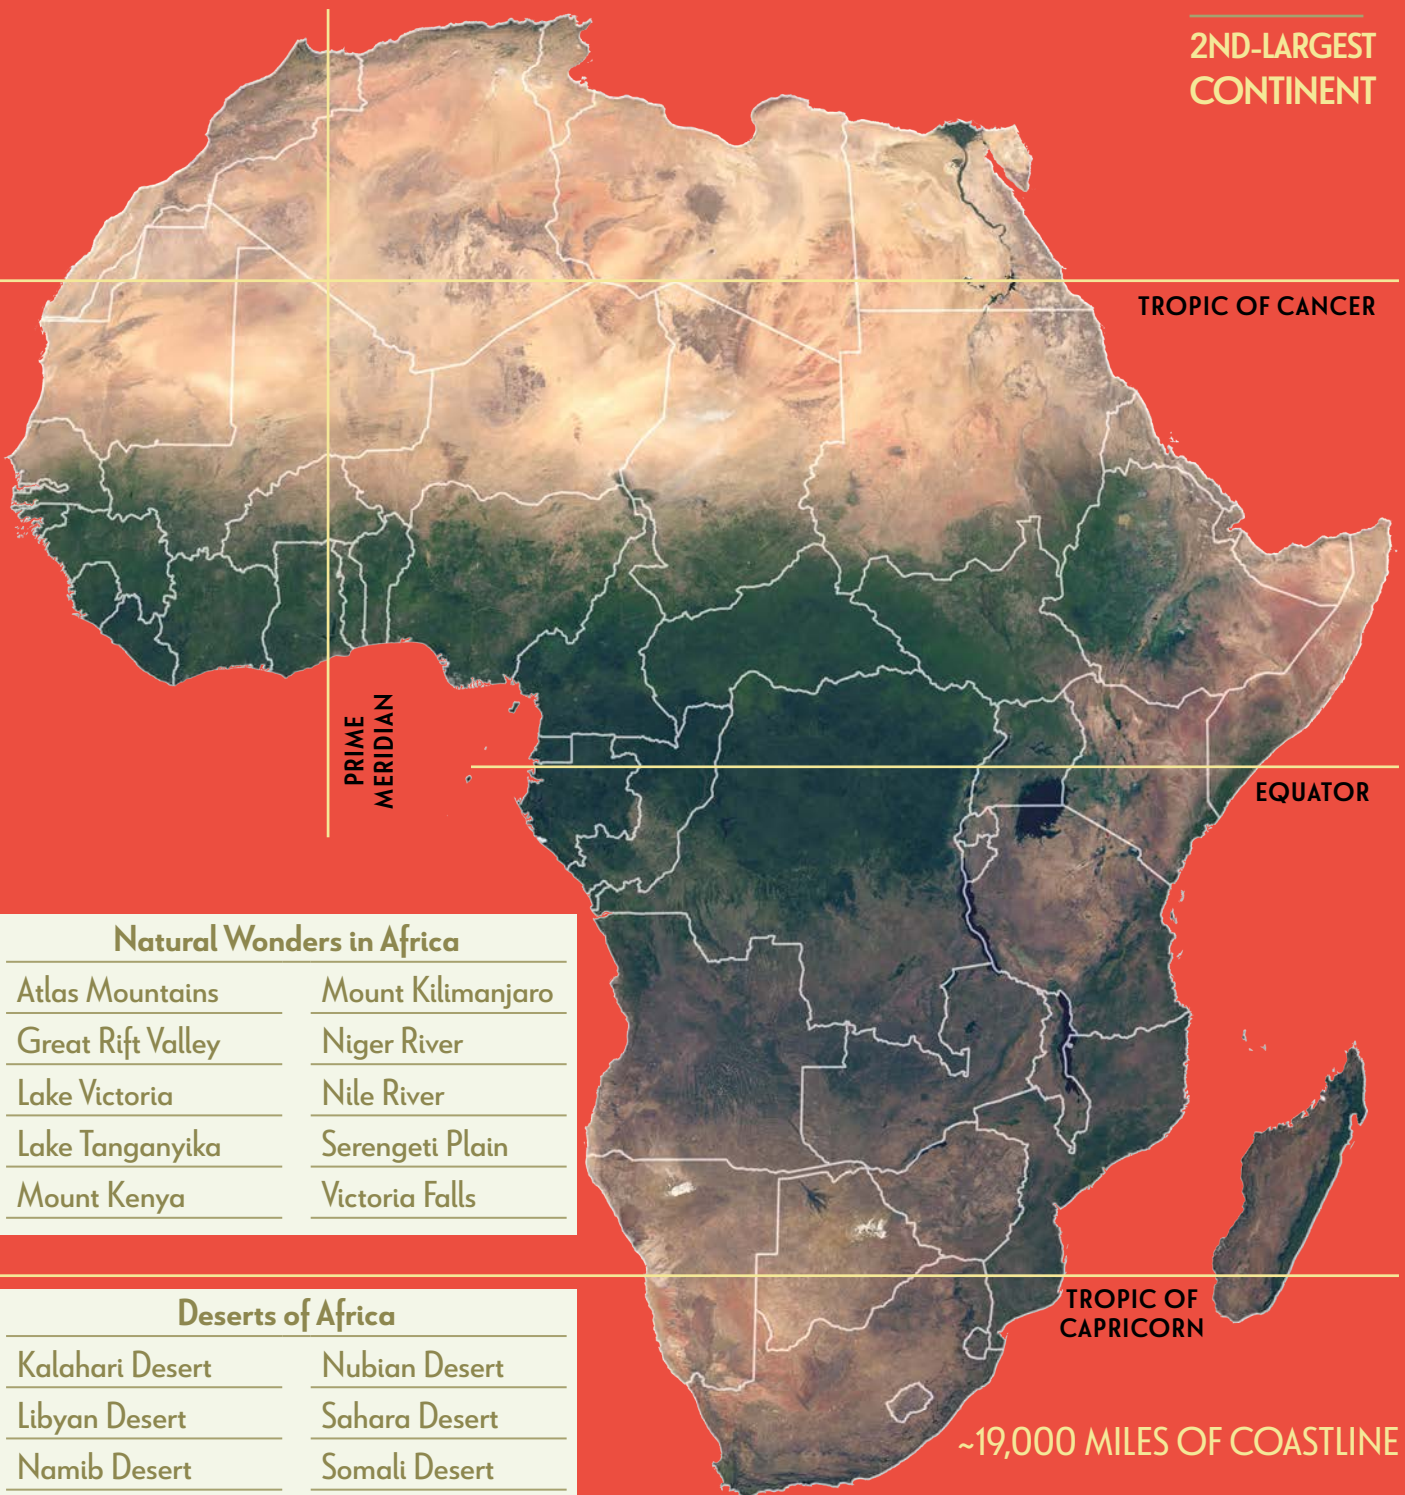 2ND-LARGEST
CONTINENT
TROPIC OF CANCER
PRIME
MERIDIAN
EQUATOR
Natural Wonders in Africa
Atlas Mountains
Mount Kilimanjaro
Great Rift Valley
Niger River
Lake Victoria
Nile River
Lake Tanganyika
Serengeti Plain
Mount Kenya
Victoria Falls
TROPIC OF
CAPRICORN
Deserts of Africa
Kalahari Desert
Nubian Desert
Libyan Desert
Sahara Desert
Namib Desert
Somali Desert
~19,000 MILES OF COASTLINE